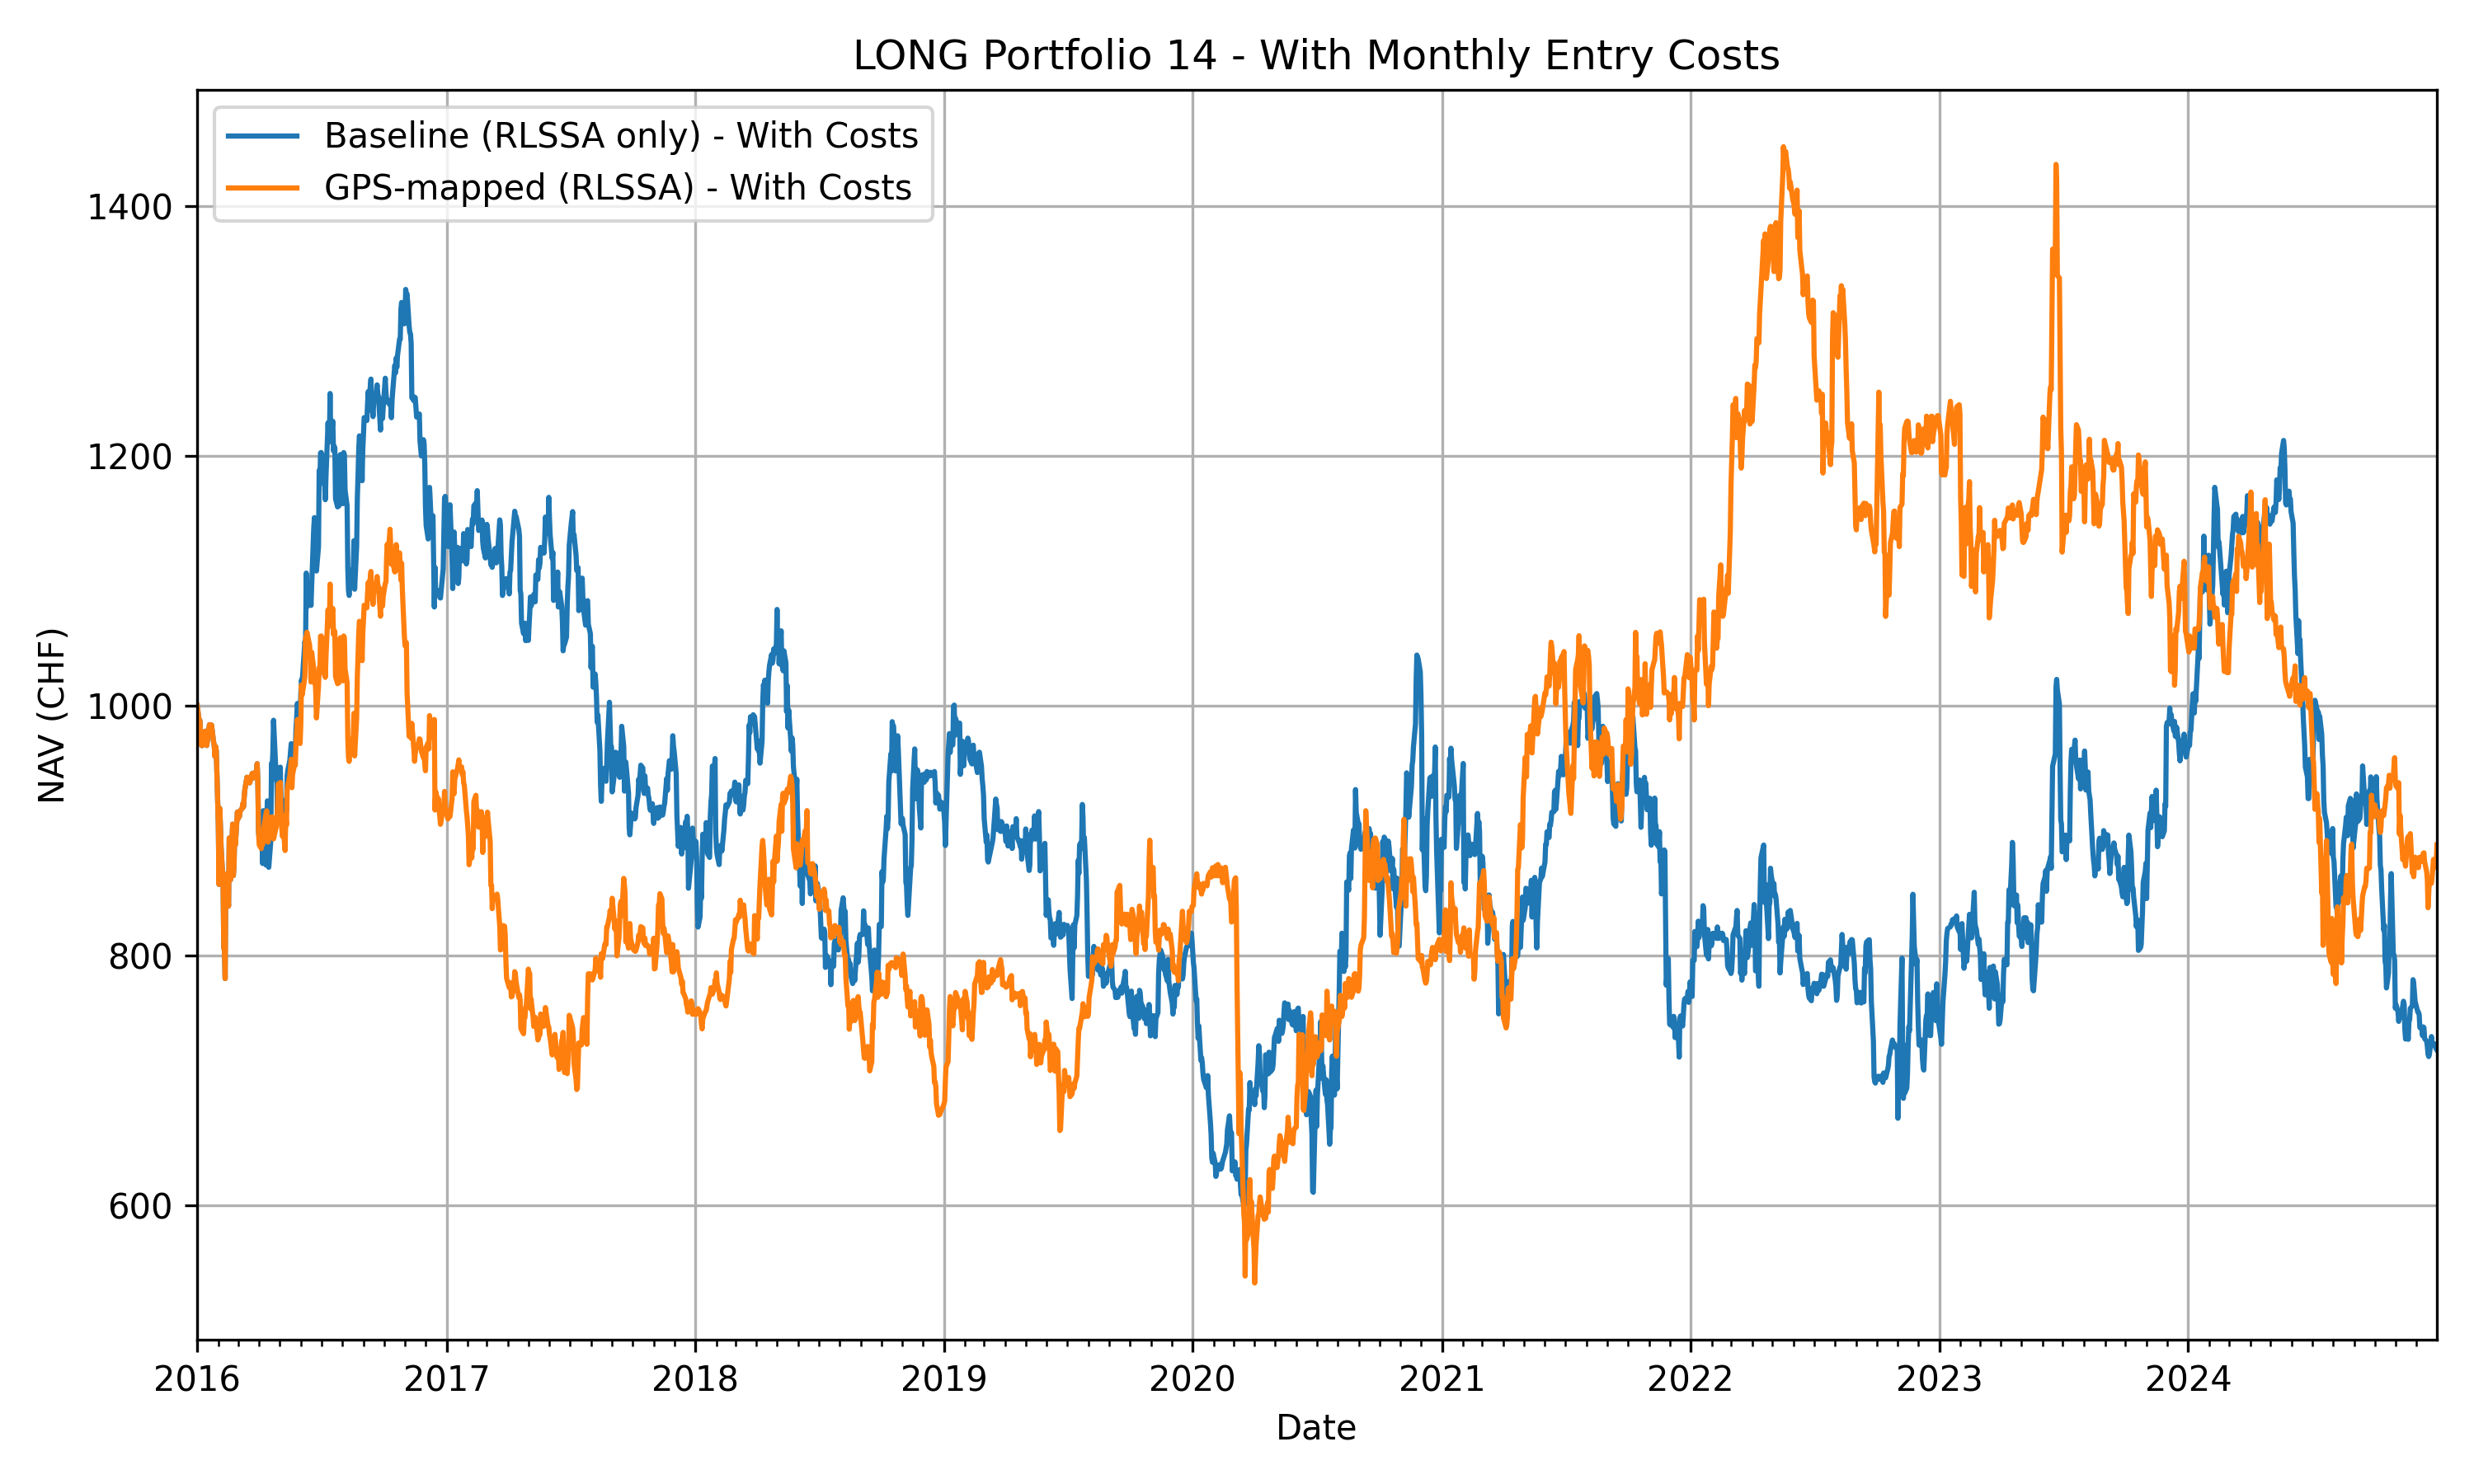 LONG Portfolio 14 - With Monthly Entry Costs
Baseline (RLSSA only) - With Costs
GPS-mapped (RLSSA) - With Costs
1400
1200
1000
800
600
NAV (CHF)
2016 2017 2018 2019 2020 2021 2022 2023 2024
Date